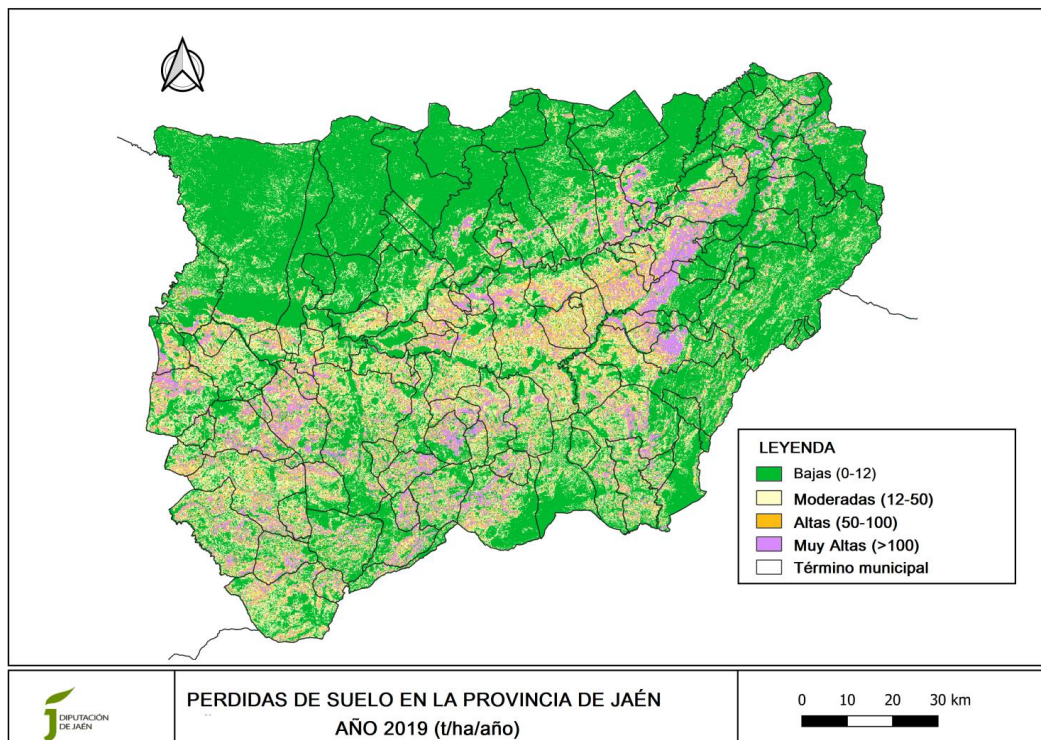 LEYENDA
Bajas (0-12)
Moderadas (12-50)
Altas (50-100)
Muy Altas (>100)
Término municipal
DIPUTACIÓN
DE JAÉN
PERDIDAS DE SUELO EN LA PROVINCIA DE JAÉN
AÑO 2019 (t/ha/año)
0 10 20 30 km